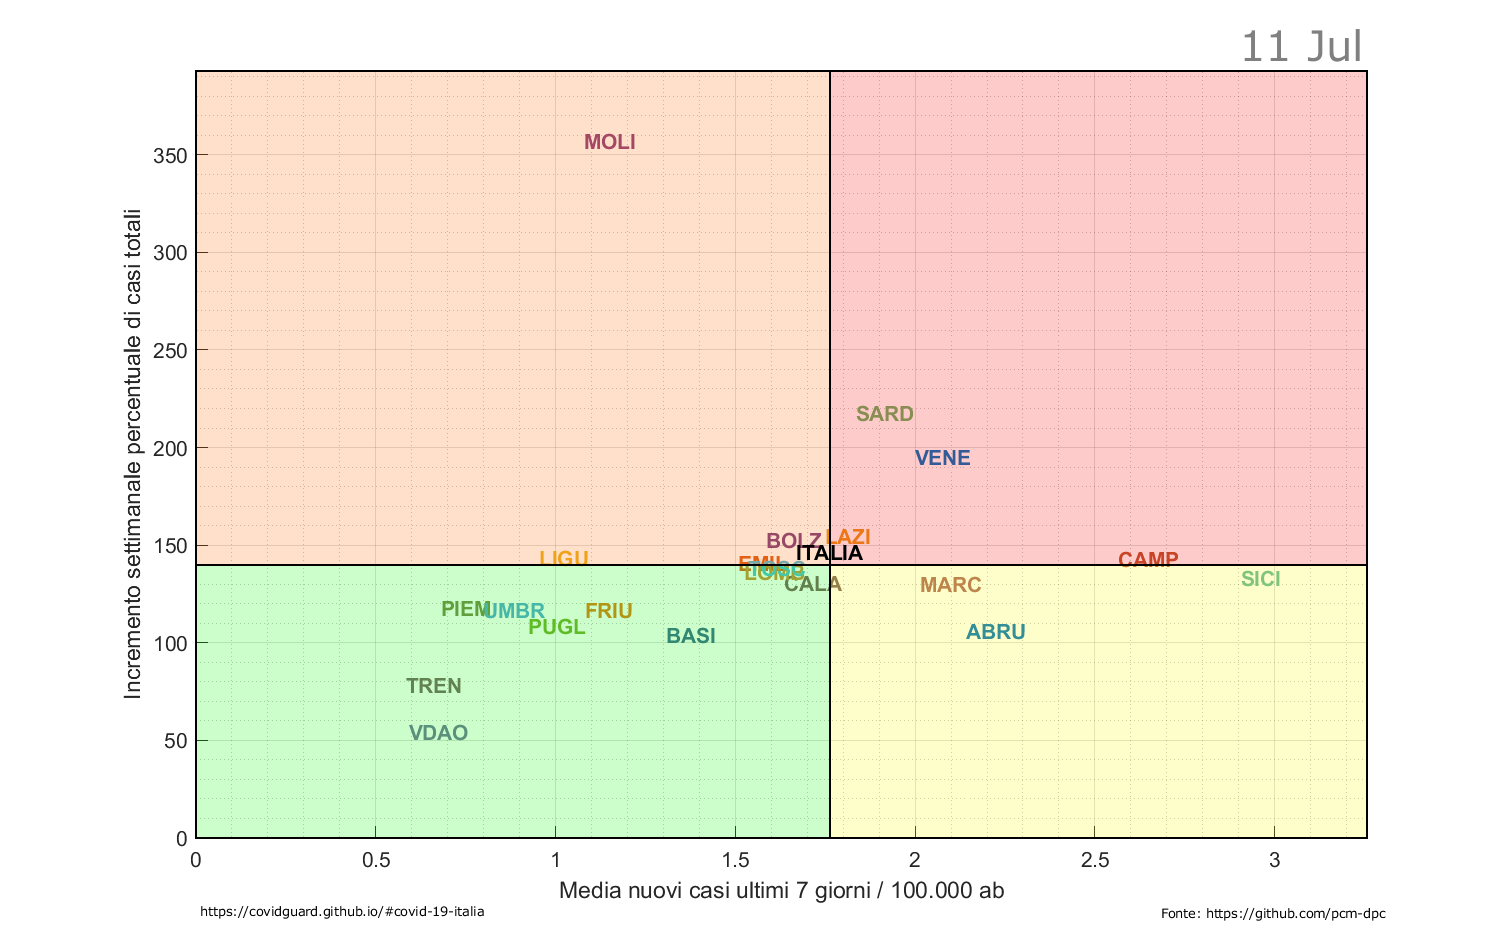 11 Jul
Incremento settimanale percentuale di casi totali
350
300
250
200
150
100
50
0
MOLI
SARD
VENE
LAZI
BOLZ
ITALIA
LIGU
CAMP
EMIL
TOSC
LOMB
SICI
CALA
MARC
PIEM
UMBR
FRIU
PUGL
ABRU
BASI
TREN
VDAO
0
0.5
1
1.5
2
2.5
3
Media nuovi casi ultimi 7 giorni / 100.000 ab
https://covidguard.github.io/#covid-19-italia
Fonte: https://github.com/pcm-dpc